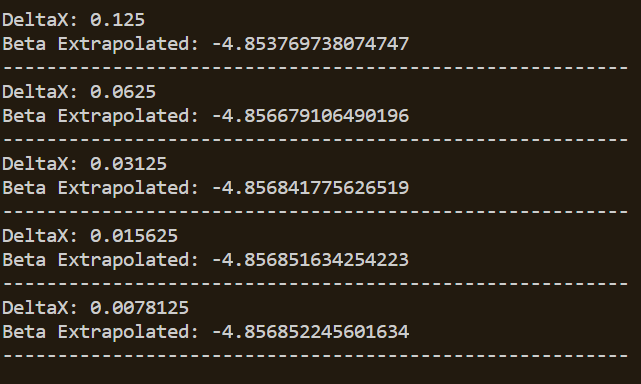 DeltaX: 0.125
Beta Extrapolated: -4.853769738074747
---------------------------------------------------------
DeltaX: 0.0625
Beta Extrapolated: -4.856679106490196
---------------------------------------------------------
DeltaX: 0.03125
Beta Extrapolated: -4.856841775626519
---------------------------------------------------------
DeltaX: 0.015625
Beta Extrapolated: -4.856851634254223
---------------------------------------------------------
DeltaX: 0.0078125
Beta Extrapolated: -4.856852245601634
---------------------------------------------------------